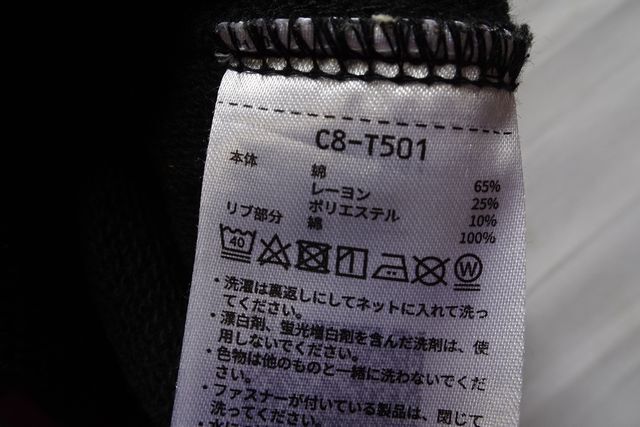 C8-T501
本体 綿 65%
レーヨン 25%
ポリエステル 10%
リブ部分 綿 100%
40 W
・洗濯は裏返しにしてネットに入れて洗っ
てください。
・漂白剤、蛍光増白剤を含んだ洗剤は、使
用しないでください。
・色物は他のものと一緒に洗わないでくだ
さい。
・ファスナーが付いている製品は、閉じて
洗ってください。